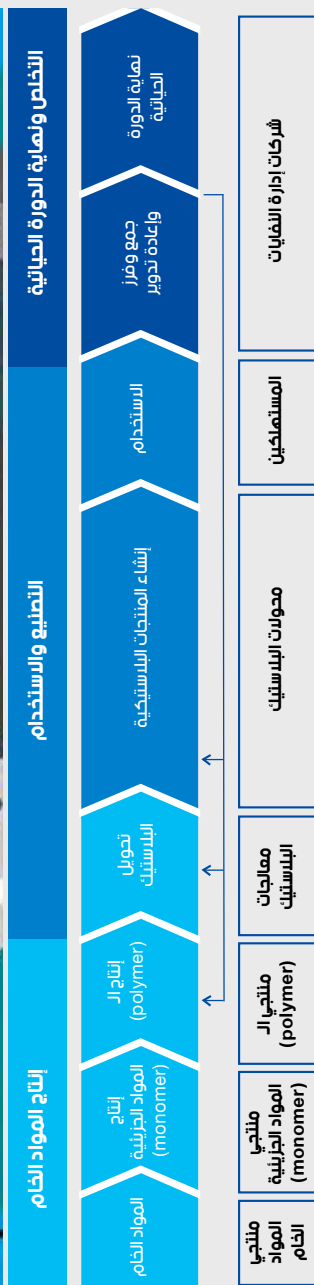 إنتاج المواد الخام
التصنيع والاستخدام
التخلص ونهاية الدورة الحياتية
المواد الخام
إنتاج
المواد الجزيئية
(monomer)
إنتاج الـ
(polymer)
تحويل
البلاستيك
إنشاء المنتجات البلاستيكية
الاستخدام
جمع وفرز
وإعادة تدوير
نهاية الدورة
الحياتية
منتجي
المواد
الخام
منتجي
المواد الجزيئية
(monomer)
منتجي الـ
(polymer)
معالجات
البلاستيك
محولات البلاستيك
المستهلكين
شركات إدارة النفايات